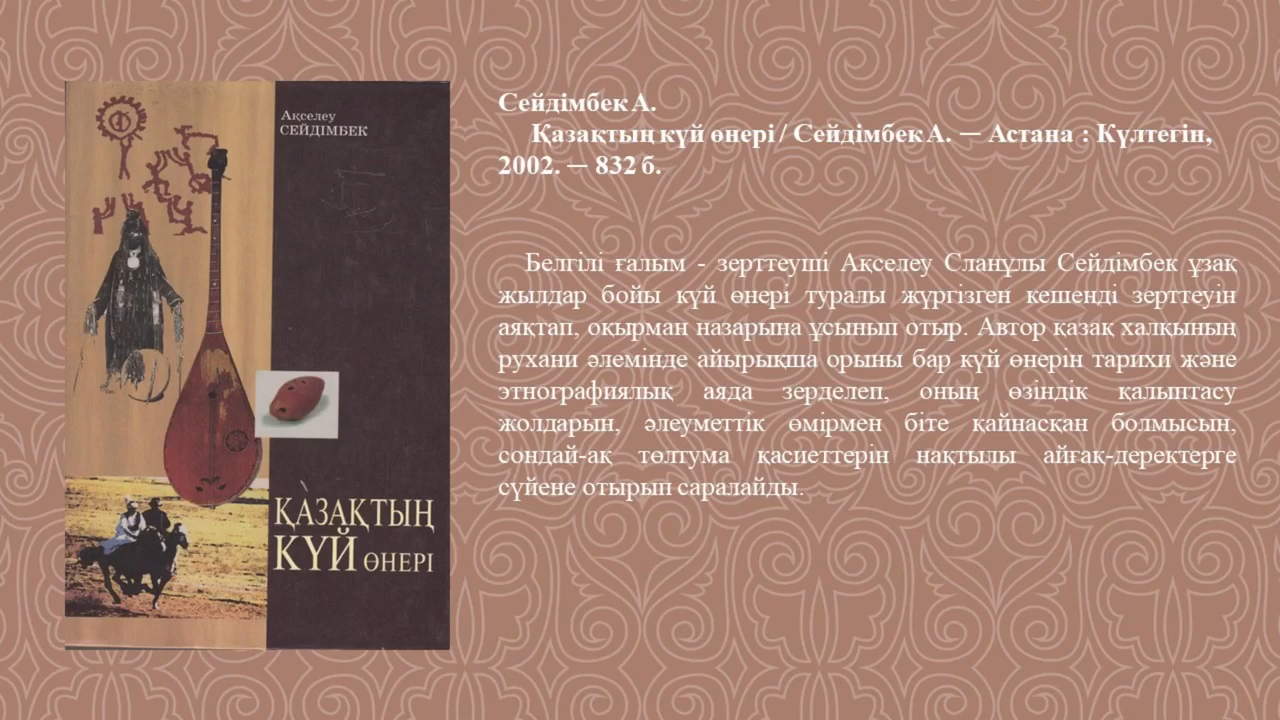 Ақселеу
СЕЙДІМБЕК
ҚАЗАҚТЫҢ
КҮЙ ӨНЕРІ
Сейдімбек А.
Қазақтың күй өнері / Сейдімбек А. — Астана : Күлтегін,
2002. — 832 б.
Белгілі ғалым - зерттеуші Ақселеу Сланұлы Сейдімбек ұзақ
жылдар бойы күй өнері туралы жүргізген кешенді зерттеуін
аяқтап, оқырман назарына ұсынып отыр. Автор қазақ халқының
рухани әлемінде айырықша орыны бар күй өнерін тарихи және
этнографиялық аяда зерделеп, оның өзіндік қалыптасу
жолдарын, әлеуметтік өмірмен біте қайнасқан болмысын,
сондай-ақ төлтума қасиеттерін нақтылы айғақ-деректерге
сүйене отырып саралайды.